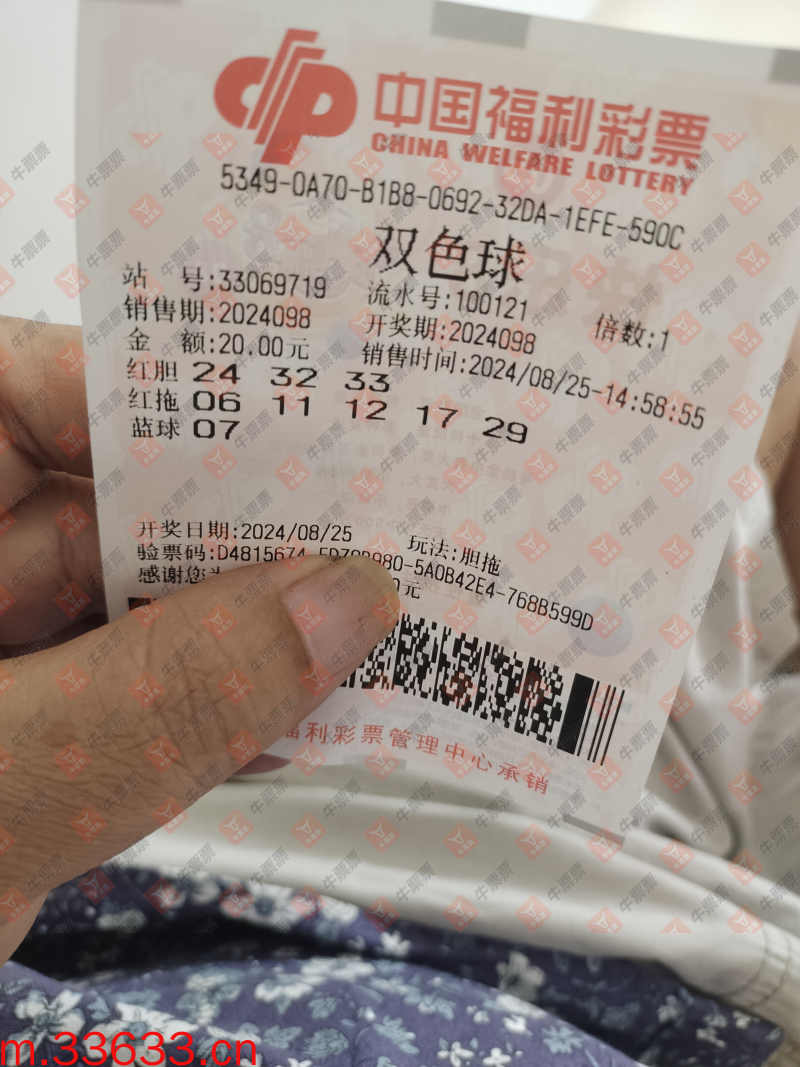 中国福利彩票
CHINA WELFARE LOTTERY
5349-0A70-B1B8-0692-32DA-1EFE-590C
双色球
站 号:33069719 流水号:100121
销售期:2024098 开奖期:2024098 倍数:1
金 额:20.00元 销售时间:2024/08/25-14:58:55
红胆 24 32 33
红拖 06 11 12 17 29
蓝球 07
开奖日期:2024/08/25 玩法:胆拖
验票码:D4815674 980-5A0B42E4-768B599D
感谢您 元
福利彩票管理中心承销
牛票票
m.33633.cn